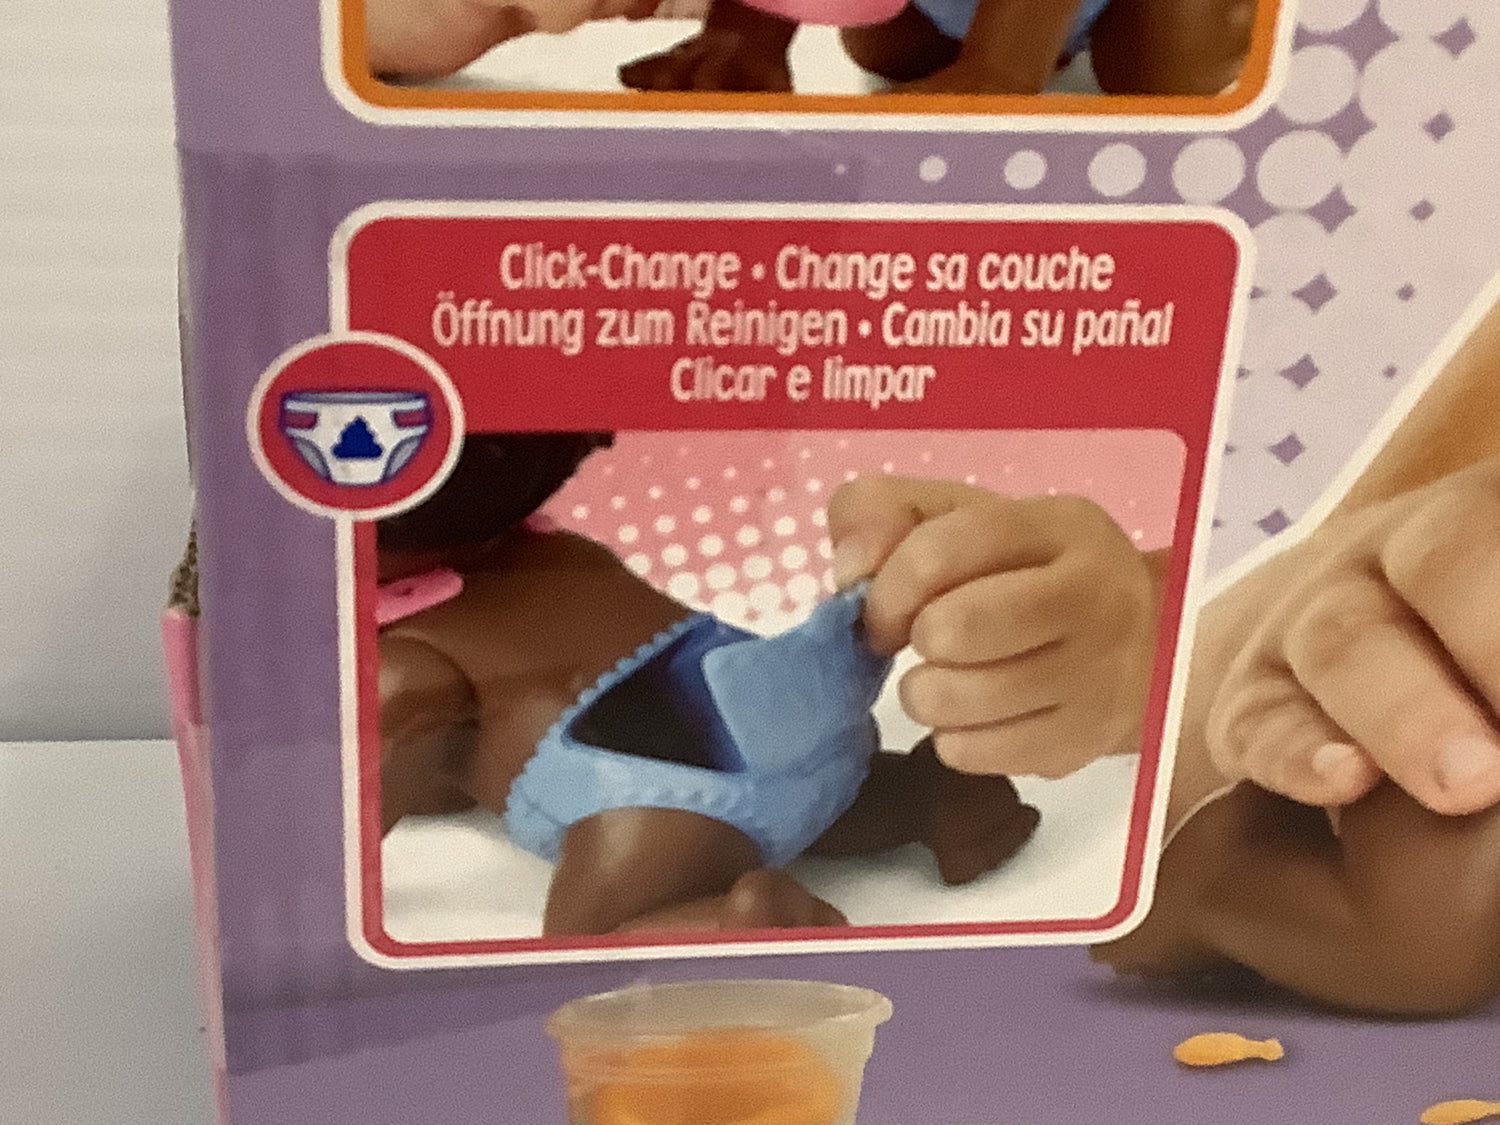 Click-Change • Change sa couche
Öffnung zum Reinigen • Cambia su pañal
Clicar e limpar